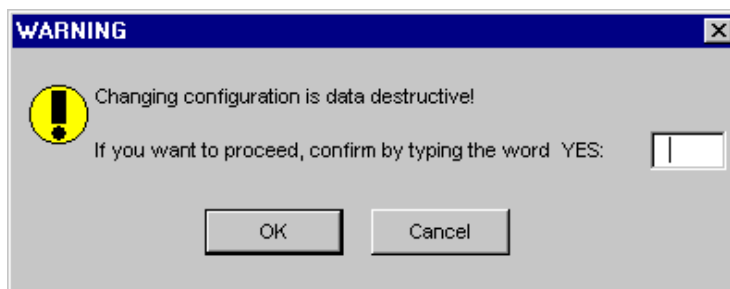 WARNING
Changing configuration is data destructive!
If you want to proceed, confirm by typing the word YES:
OK Cancel